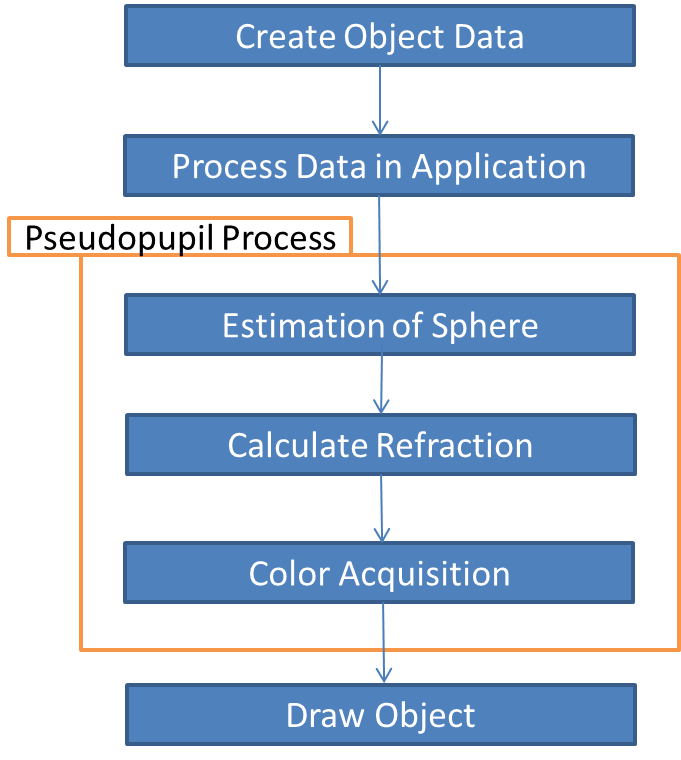 Create Object Data
Process Data in Application
Pseudopupil Process
Estimation of Sphere
Calculate Refraction
Color Acquisition
Draw Object